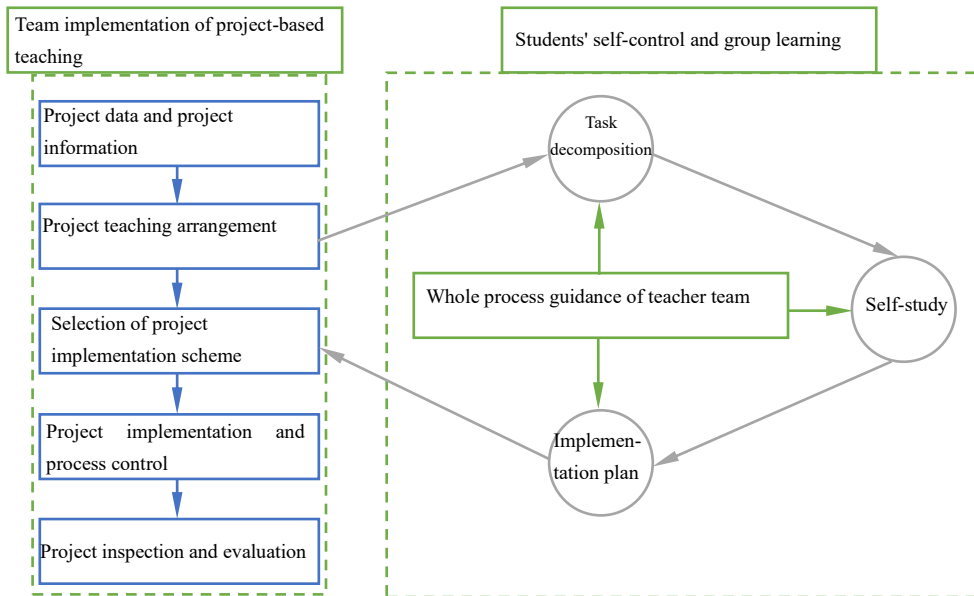 Team implementation of project-based
teaching
Project data and project
information
Project teaching arrangement
Selection of project
implementation scheme
Project implementation and
process control
Project inspection and evaluation
Students' self-control and group learning
Task
decomposition
Whole process guidance of teacher team
Self-study
Implemen-
tation plan